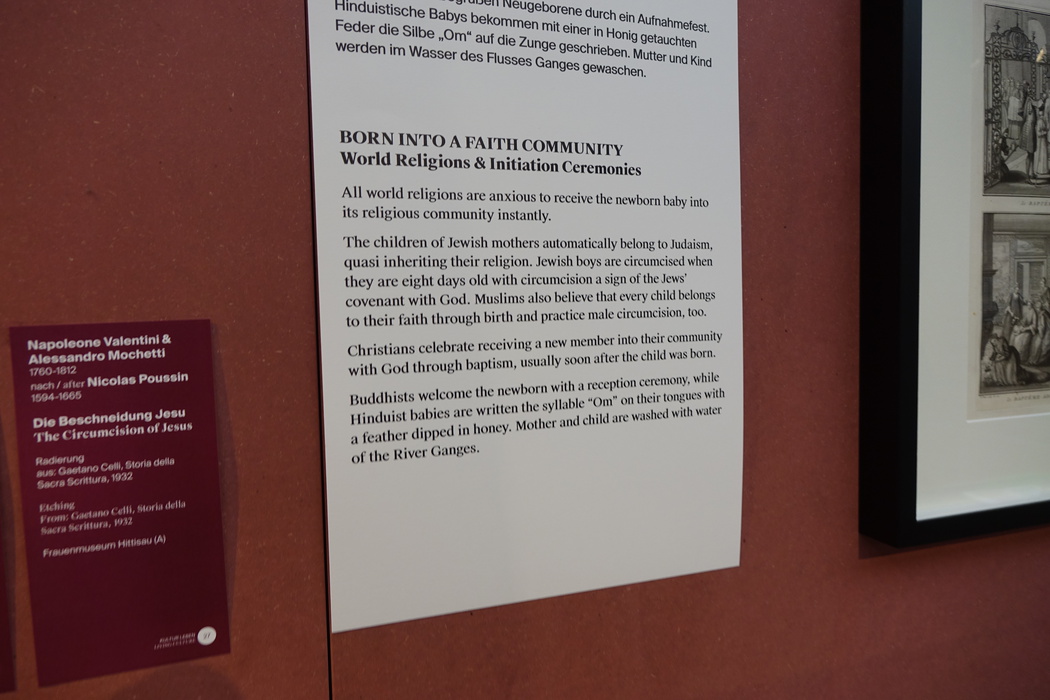 Neugeborene durch ein Aufnahmefest.
Hinduistische Babys bekommen mit einer in Honig getauchten
Feder die Silbe „Om“ auf die Zunge geschrieben. Mutter und Kind
werden im Wasser des Flusses Ganges gewaschen.
BORN INTO A FAITH COMMUNITY
World Religions & Initiation Ceremonies
All world religions are anxious to receive the newborn baby into
its religious community instantly.
The children of Jewish mothers automatically belong to Judaism,
quasi inheriting their religion. Jewish boys are circumcised when
they are eight days old with circumcision a sign of the Jews’
covenant with God. Muslims also believe that every child belongs
to their faith through birth and practice male circumcision, too.
Christians celebrate receiving a new member into their community
with God through baptism, usually soon after the child was born.
Buddhists welcome the newborn with a reception ceremony, while
Hinduist babies are written the syllable “Om” on their tongues with
a feather dipped in honey. Mother and child are washed with water
of the River Ganges.
Napoleone Valentini &
Alessandro Mochetti
1760-1812
nach / after Nicolas Poussin
1594-1665
Die Beschneidung Jesu
The Circumcision of Jesus
Radierung
aus: Gaetano Celli, Storia della
Sacra Scrittura, 1932
Etching
From: Gaetano Celli, Storia della
Sacra Scrittura, 1932
Frauenmuseum Hittisau (A)
KULTUR LEBEN
LIVING CULTURE
37